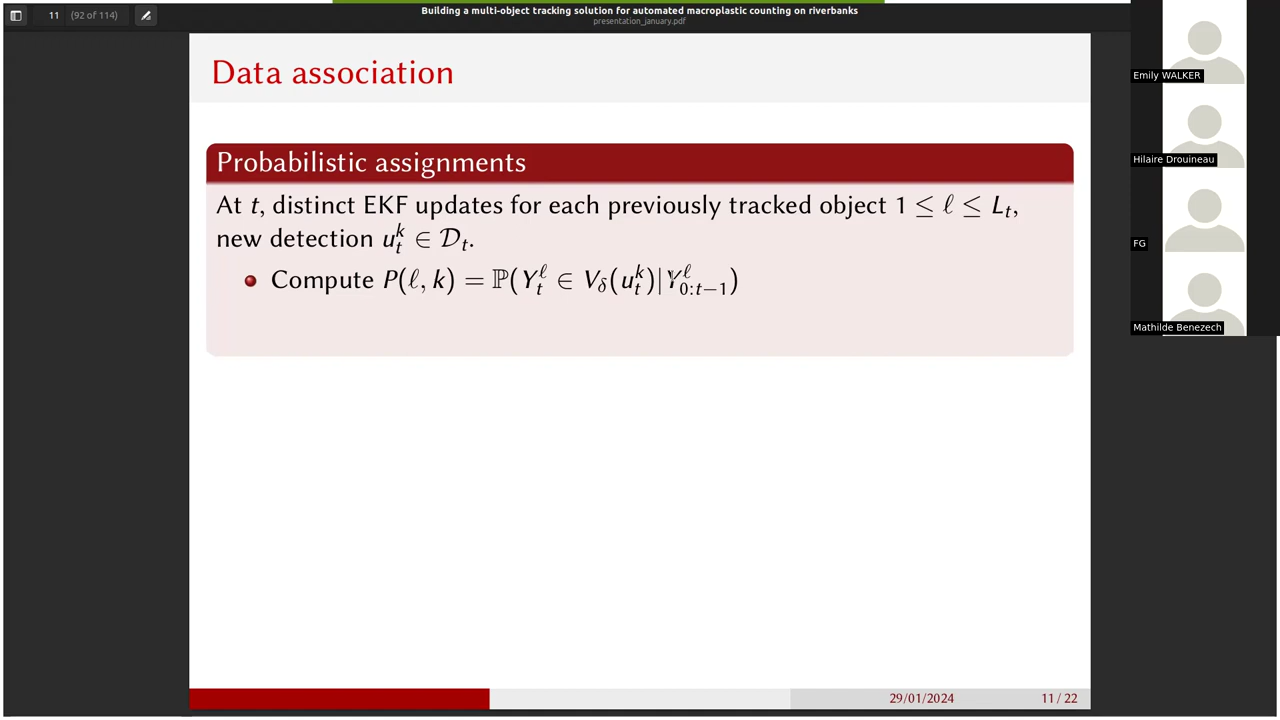 11 (92 of 114)
Building a multi-object tracking solution for automated macroplastic counting on riverbanks
presentation_january.pdf
Data association
Probabilistic assignments
At t, distinct EKF updates for each previously tracked object 1 ≤ ℓ ≤ L_t,
new detection u_t^k ∈ 𝒟_t.
Compute P(ℓ, k) = ℙ(Y_t^ℓ ∈ V_δ(u_t^k)|Y_{0:t−1}^ℓ)
29/01/2024 11 / 22
Emily WALKER
Hilaire Drouineau
FG
Mathilde Benezech